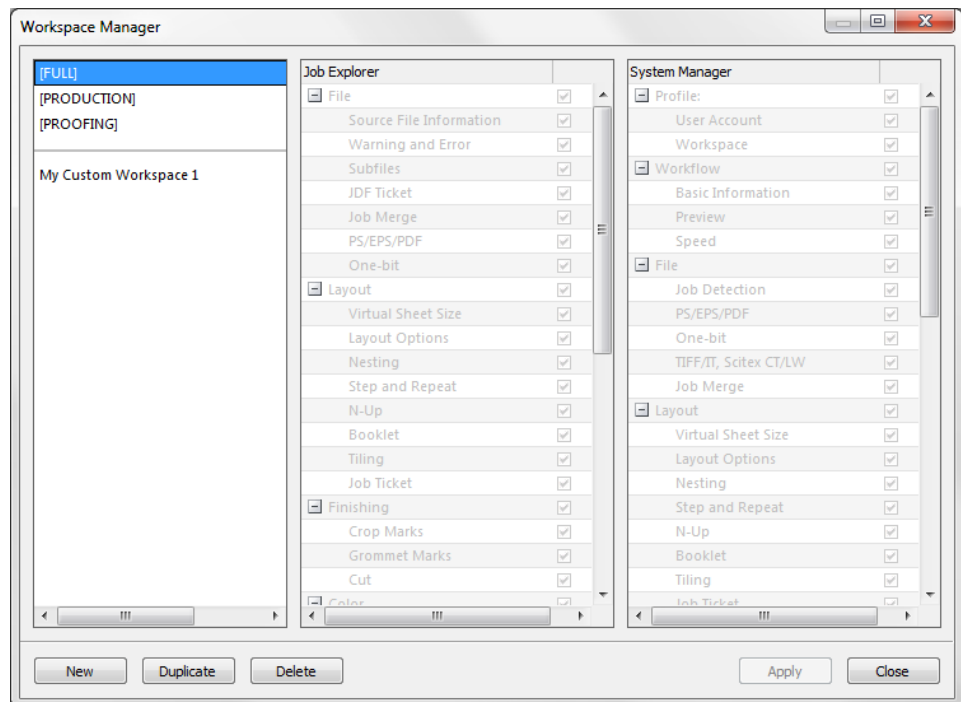 Workspace Manager
[FULL]
[PRODUCTION]
[PROOFING]
My Custom Workspace 1
Job Explorer
File
Source File Information
Warning and Error
Subfiles
JDF Ticket
Job Merge
PS/EPS/PDF
One-bit
Layout
Virtual Sheet Size
Layout Options
Nesting
Step and Repeat
N-Up
Booklet
Tiling
Job Ticket
Finishing
Crop Marks
Grommet Marks
Cut
Color
System Manager
Profile:
User Account
Workspace
Workflow
Basic Information
Preview
Speed
File
Job Detection
PS/EPS/PDF
One-bit
TIFF/IT, Scitex CT/LW
Job Merge
Layout
Virtual Sheet Size
Layout Options
Nesting
Step and Repeat
N-Up
Booklet
Tiling
Job Ticket
New
Duplicate
Delete
Apply
Close